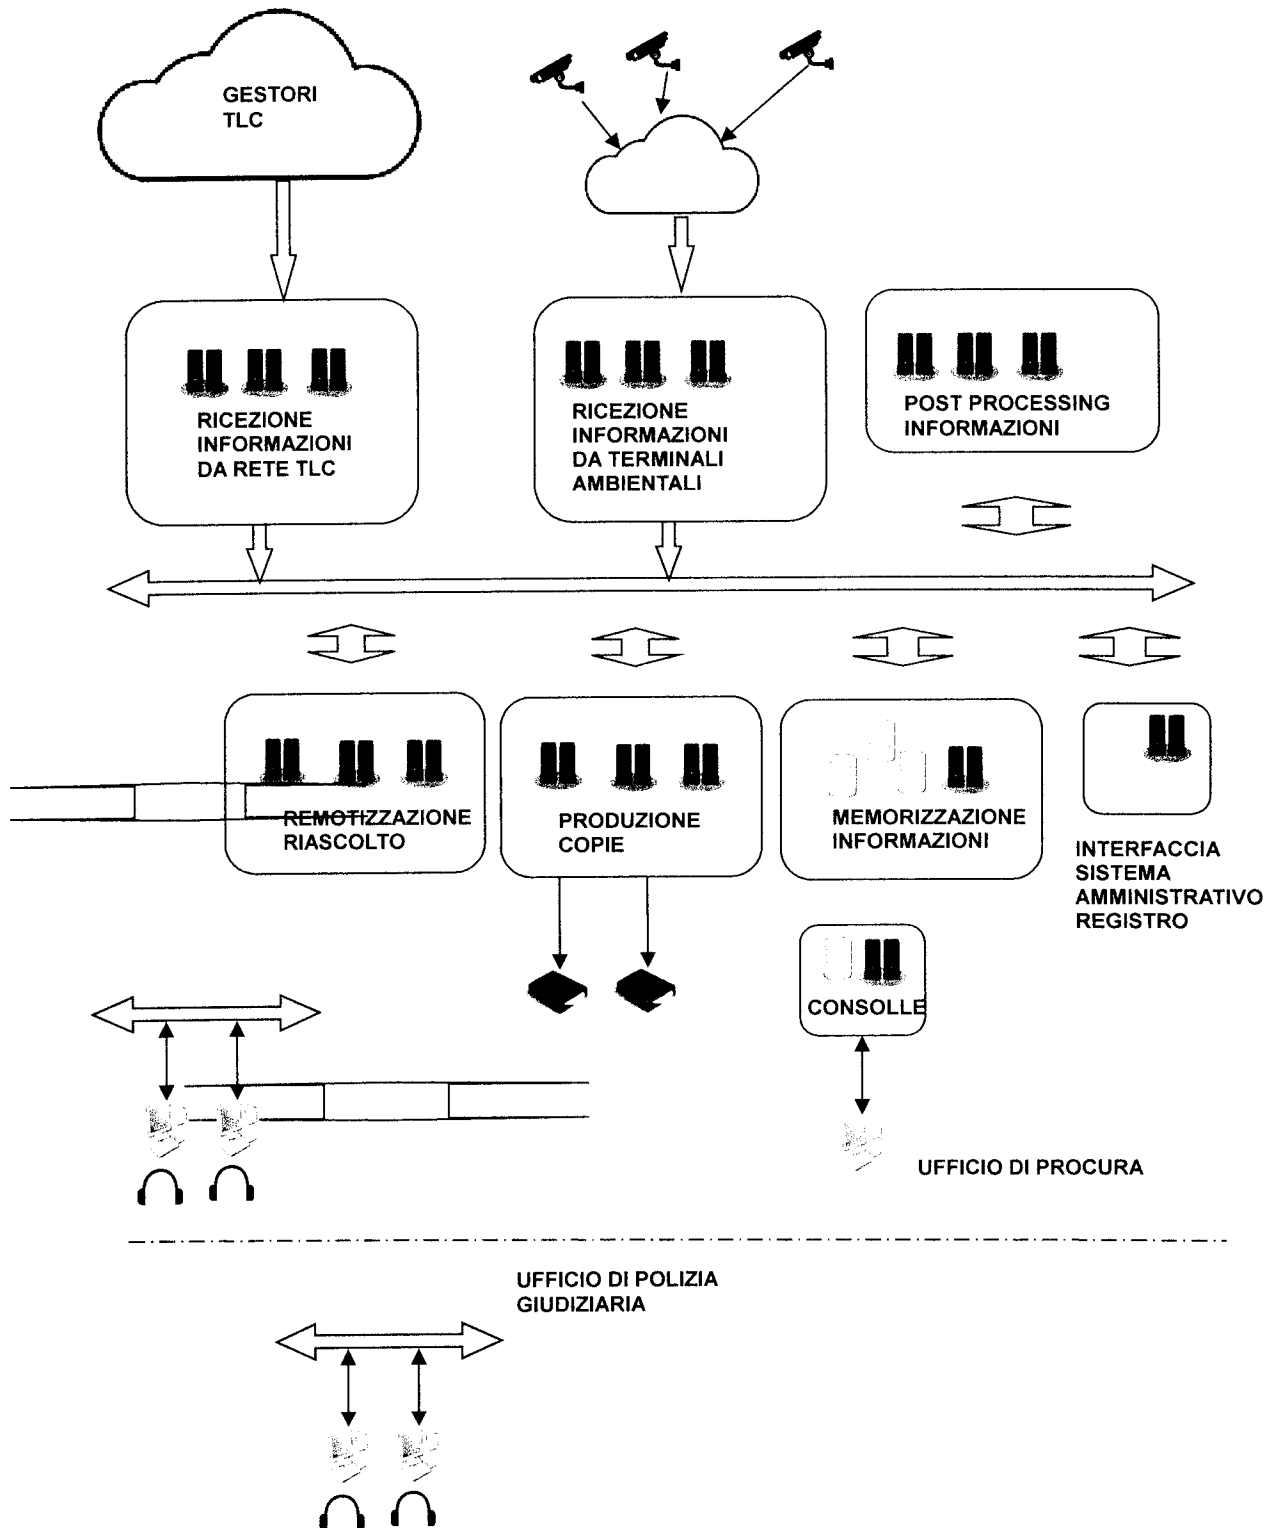 GESTORI
TLC
RICEZIONE
INFORMAZIONI
DA RETE TLC
RICEZIONE
INFORMAZIONI
DA TERMINALI
AMBIENTALI
POST PROCESSING
INFORMAZIONI
REMOTIZZAZIONE
RIASCOLTO
PRODUZIONE
COPIE
MEMORIZZAZIONE
INFORMAZIONI
INTERFACCIA
SISTEMA
AMMINISTRATIVO
REGISTRO
CONSOLLE
UFFICIO DI PROCURA
UFFICIO DI POLIZIA
GIUDIZIARIA